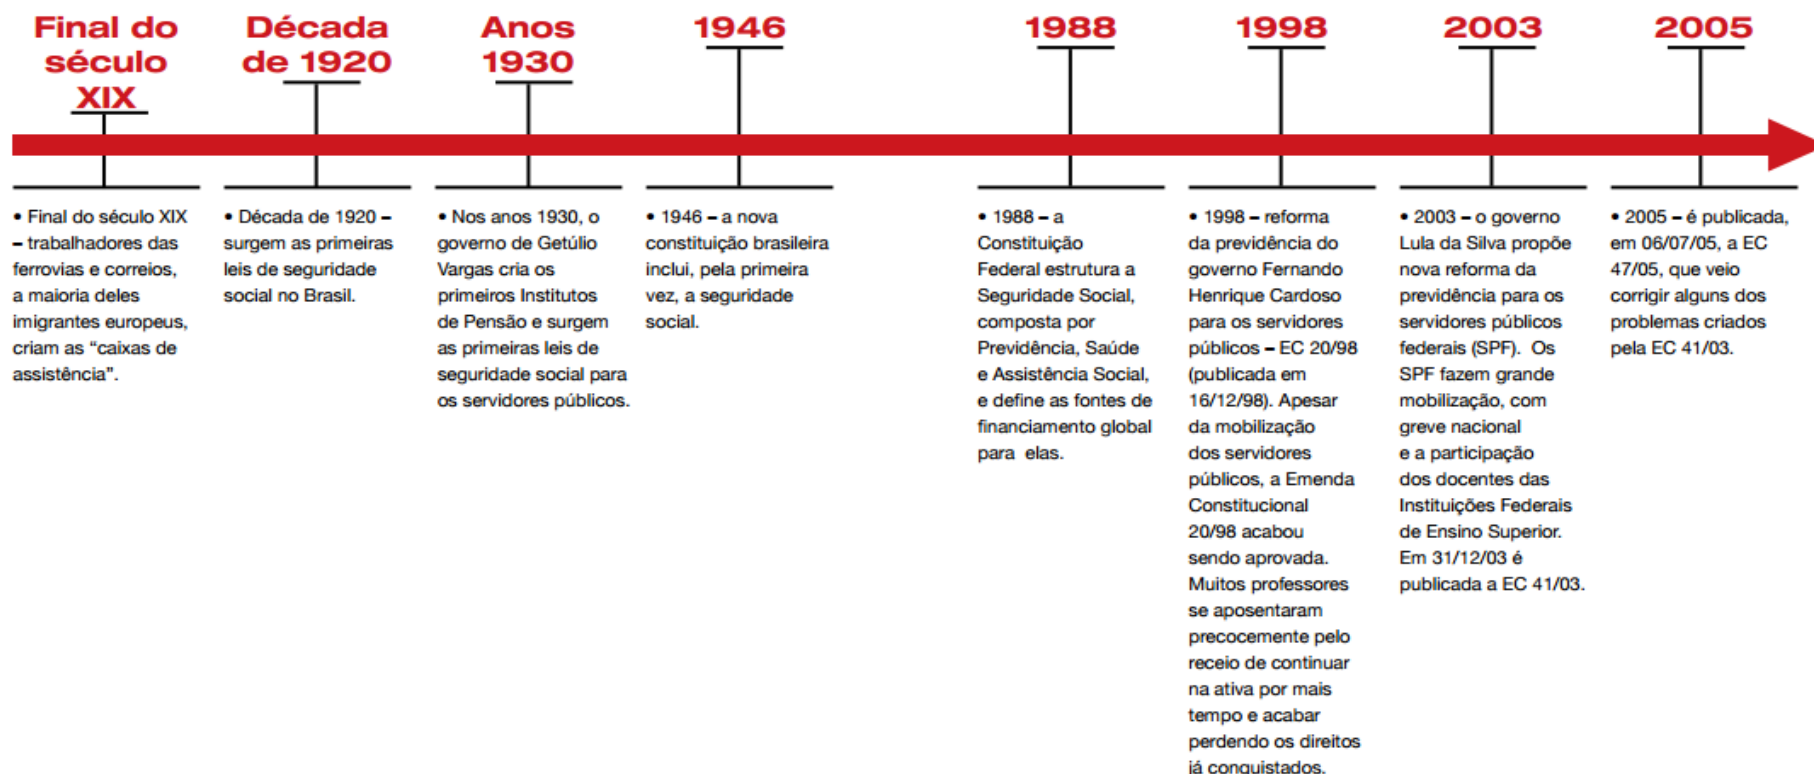 Final do
século
XIX
Década
de 1920
Anos
1930
1946
1988
1998
2003
2005
• Final do século XIX
– trabalhadores das
ferrovias e correios,
a maioria deles
imigrantes europeus,
criam as “caixas de
assistência”.
• Década de 1920 –
surgem as primeiras
leis de seguridade
social no Brasil.
• Nos anos 1930, o
governo de Getúlio
Vargas cria os
primeiros Institutos
de Pensão e surgem
as primeiras leis de
seguridade social para
os servidores públicos.
• 1946 – a nova
constituição brasileira
inclui, pela primeira
vez, a seguridade
social.
• 1988 – a
Constituição
Federal estrutura a
Seguridade Social,
composta por
Previdência, Saúde
e Assistência Social,
e define as fontes de
financiamento global
para elas.
• 1998 – reforma
da previdência do
governo Fernando
Henrique Cardoso
para os servidores
públicos – EC 20/98
(publicada em
16/12/98). Apesar
da mobilização
dos servidores
públicos, a Emenda
Constitucional
20/98 acabou
sendo aprovada.
Muitos professores
se aposentaram
precocemente pelo
receio de continuar
na ativa por mais
tempo e acabar
perdendo os direitos
já conquistados.
• 2003 – o governo
Lula da Silva propõe
nova reforma da
previdência para os
servidores públicos
federais (SPF). Os
SPF fazem grande
mobilização, com
greve nacional
e a participação
dos docentes das
Instituições Federais
de Ensino Superior.
Em 31/12/03 é
publicada a EC 41/03.
• 2005 – é publicada,
em 06/07/05, a EC
47/05, que veio
corrigir alguns dos
problemas criados
pela EC 41/03.